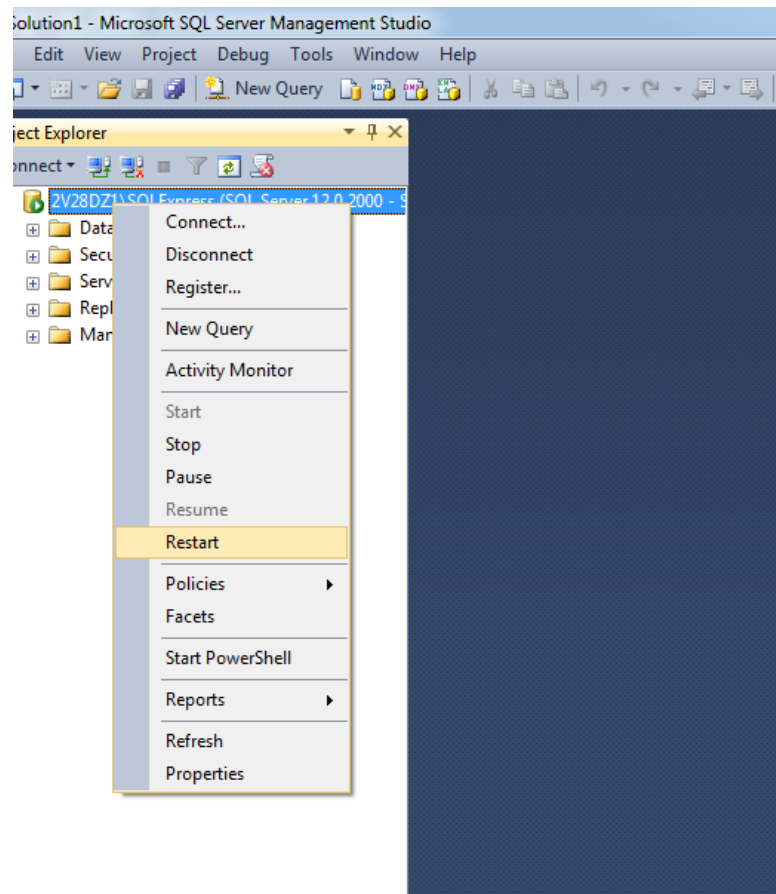 Solution1 - Microsoft SQL Server Management Studio
Edit View Project Debug Tools Window Help
New Query
ject Explorer
onnect
2V28DZ1\SQLExpress (SQL Server 12.0.2000 - S
Data
Secu
Serv
Repl
Man
Connect...
Disconnect
Register...
New Query
Activity Monitor
Start
Stop
Pause
Resume
Restart
Policies
Facets
Start PowerShell
Reports
Refresh
Properties